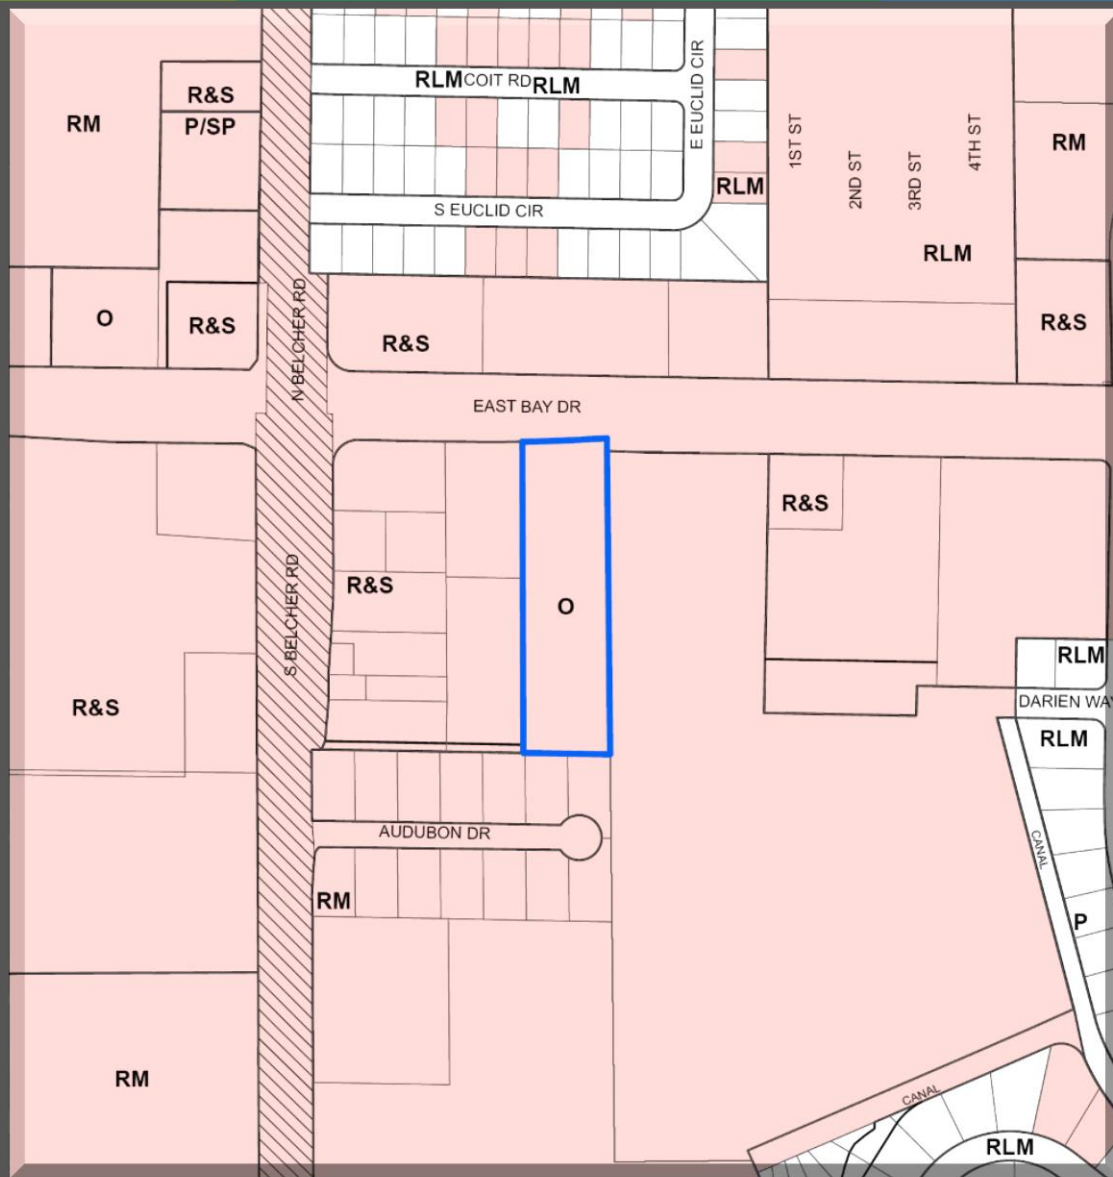 RLM
COIT RD
RLM
E EUCLID CIR
R&S
RM
P/SP
1ST ST
2ND ST
3RD ST
4TH ST
RM
RLM
S EUCLID CIR
RLM
N BELCHER RD
O
R&S
R&S
R&S
EAST BAY DR
R&S
S BELCHER RD
R&S
O
RLM
R&S
DARIEN WAY
RLM
AUDUBON DR
CANAL
RM
P
RM
CANAL
RLM